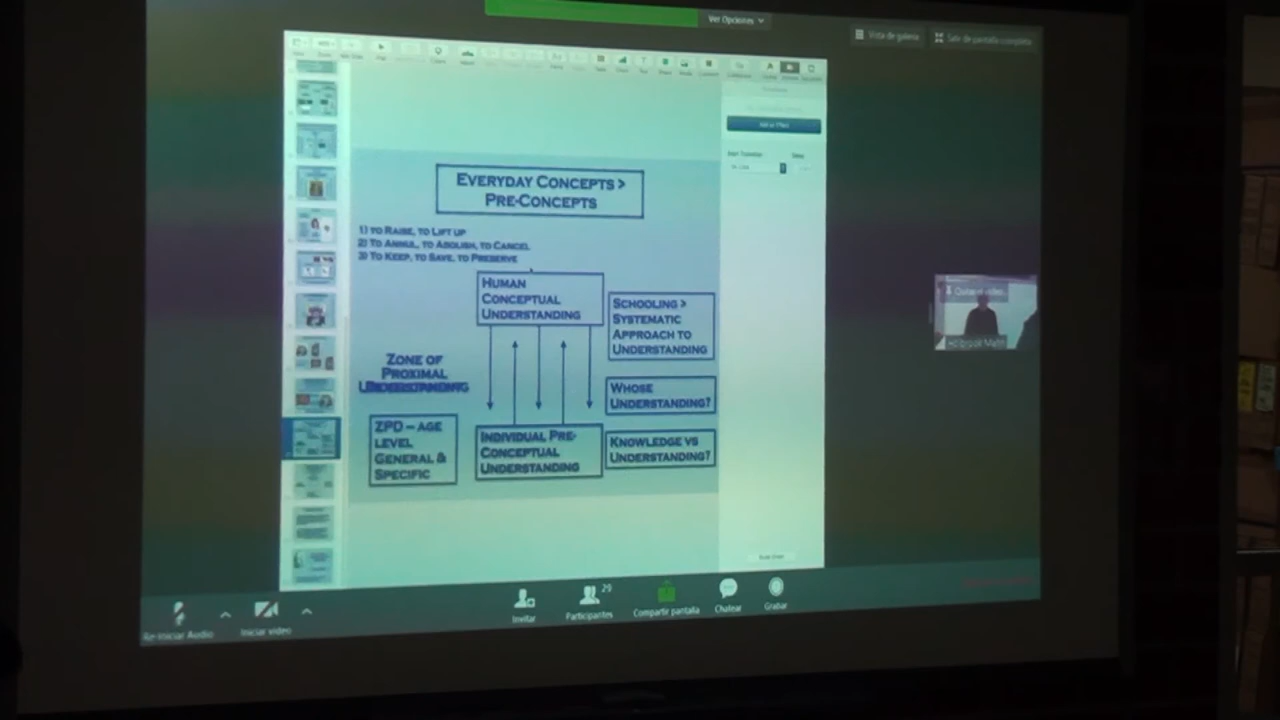 Ver Opciones
Vista de galería
Salir de pantalla completa
EVERYDAY CONCEPTS >
PRE-CONCEPTS
1) TO RAISE, TO LIFT UP
2) TO ANNUL, TO ABOLISH, TO CANCEL
3) TO KEEP, TO SAVE, TO PRESERVE
HUMAN
CONCEPTUAL
UNDERSTANDING
SCHOOLING >
SYSTEMATIC
APPROACH TO
UNDERSTANDING
ZONE OF
PROXIMAL
WHOSE
UNDERSTANDING?
ZPD – AGE
LEVEL
GENERAL &
SPECIFIC
INDIVIDUAL PRE-
CONCEPTUAL
UNDERSTANDING
KNOWLEDGE VS
UNDERSTANDING?
Holbrook Mahn
Re-Iniciar Audio
Iniciar video
Invitar
Participantes
29
Compartir pantalla
Chatear
Grabar